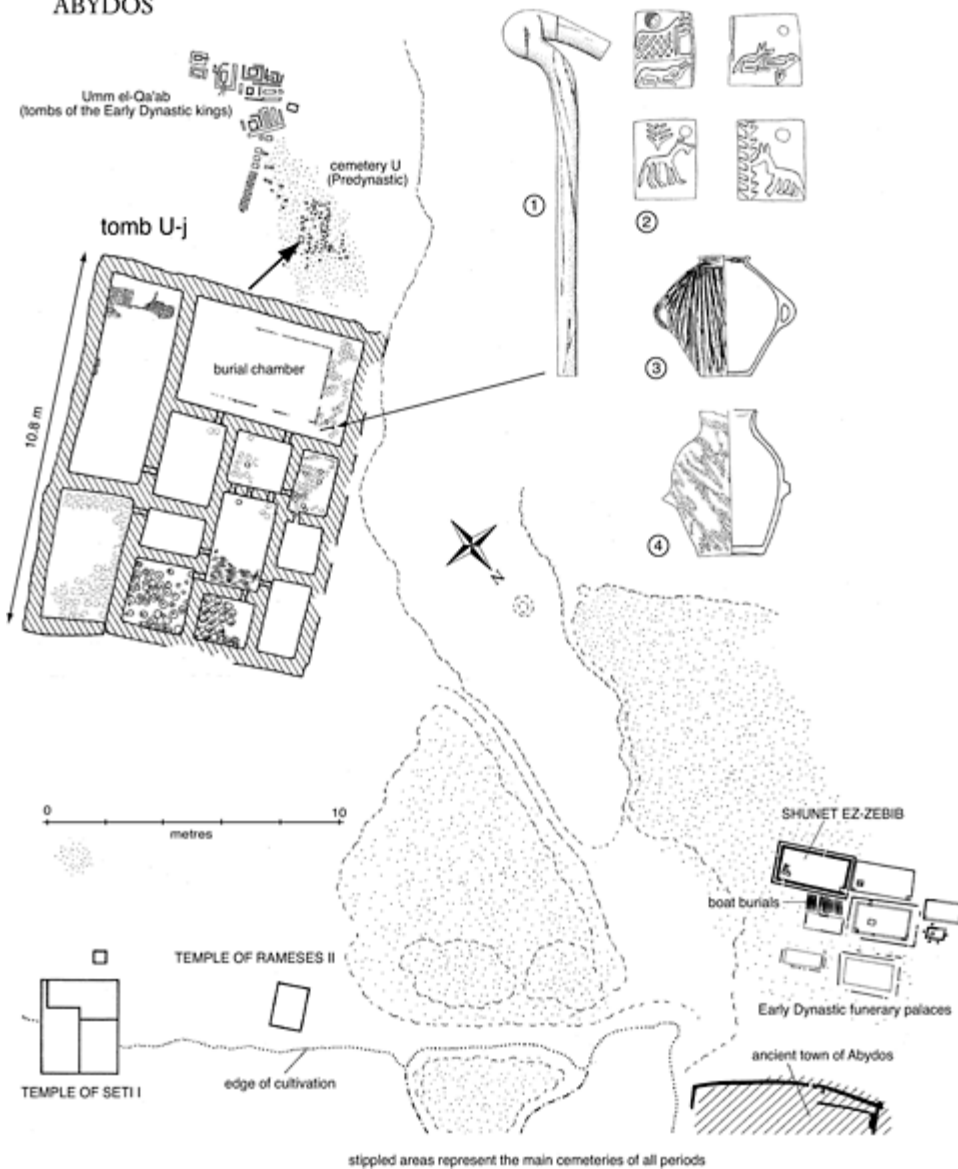 ABYDOS
Umm el-Qa'ab
(tombs of the Early Dynastic kings)
cemetery U
(Predynastic)
tomb U-j
burial chamber
10.8 m
1
2
3
4
N
0
10
metres
SHUNET EZ-ZEBIB
boat burials
Early Dynastic funerary palaces
TEMPLE OF RAMESES II
TEMPLE OF SETI I
edge of cultivation
ancient town of Abydos
stippled areas represent the main cemeteries of all periods